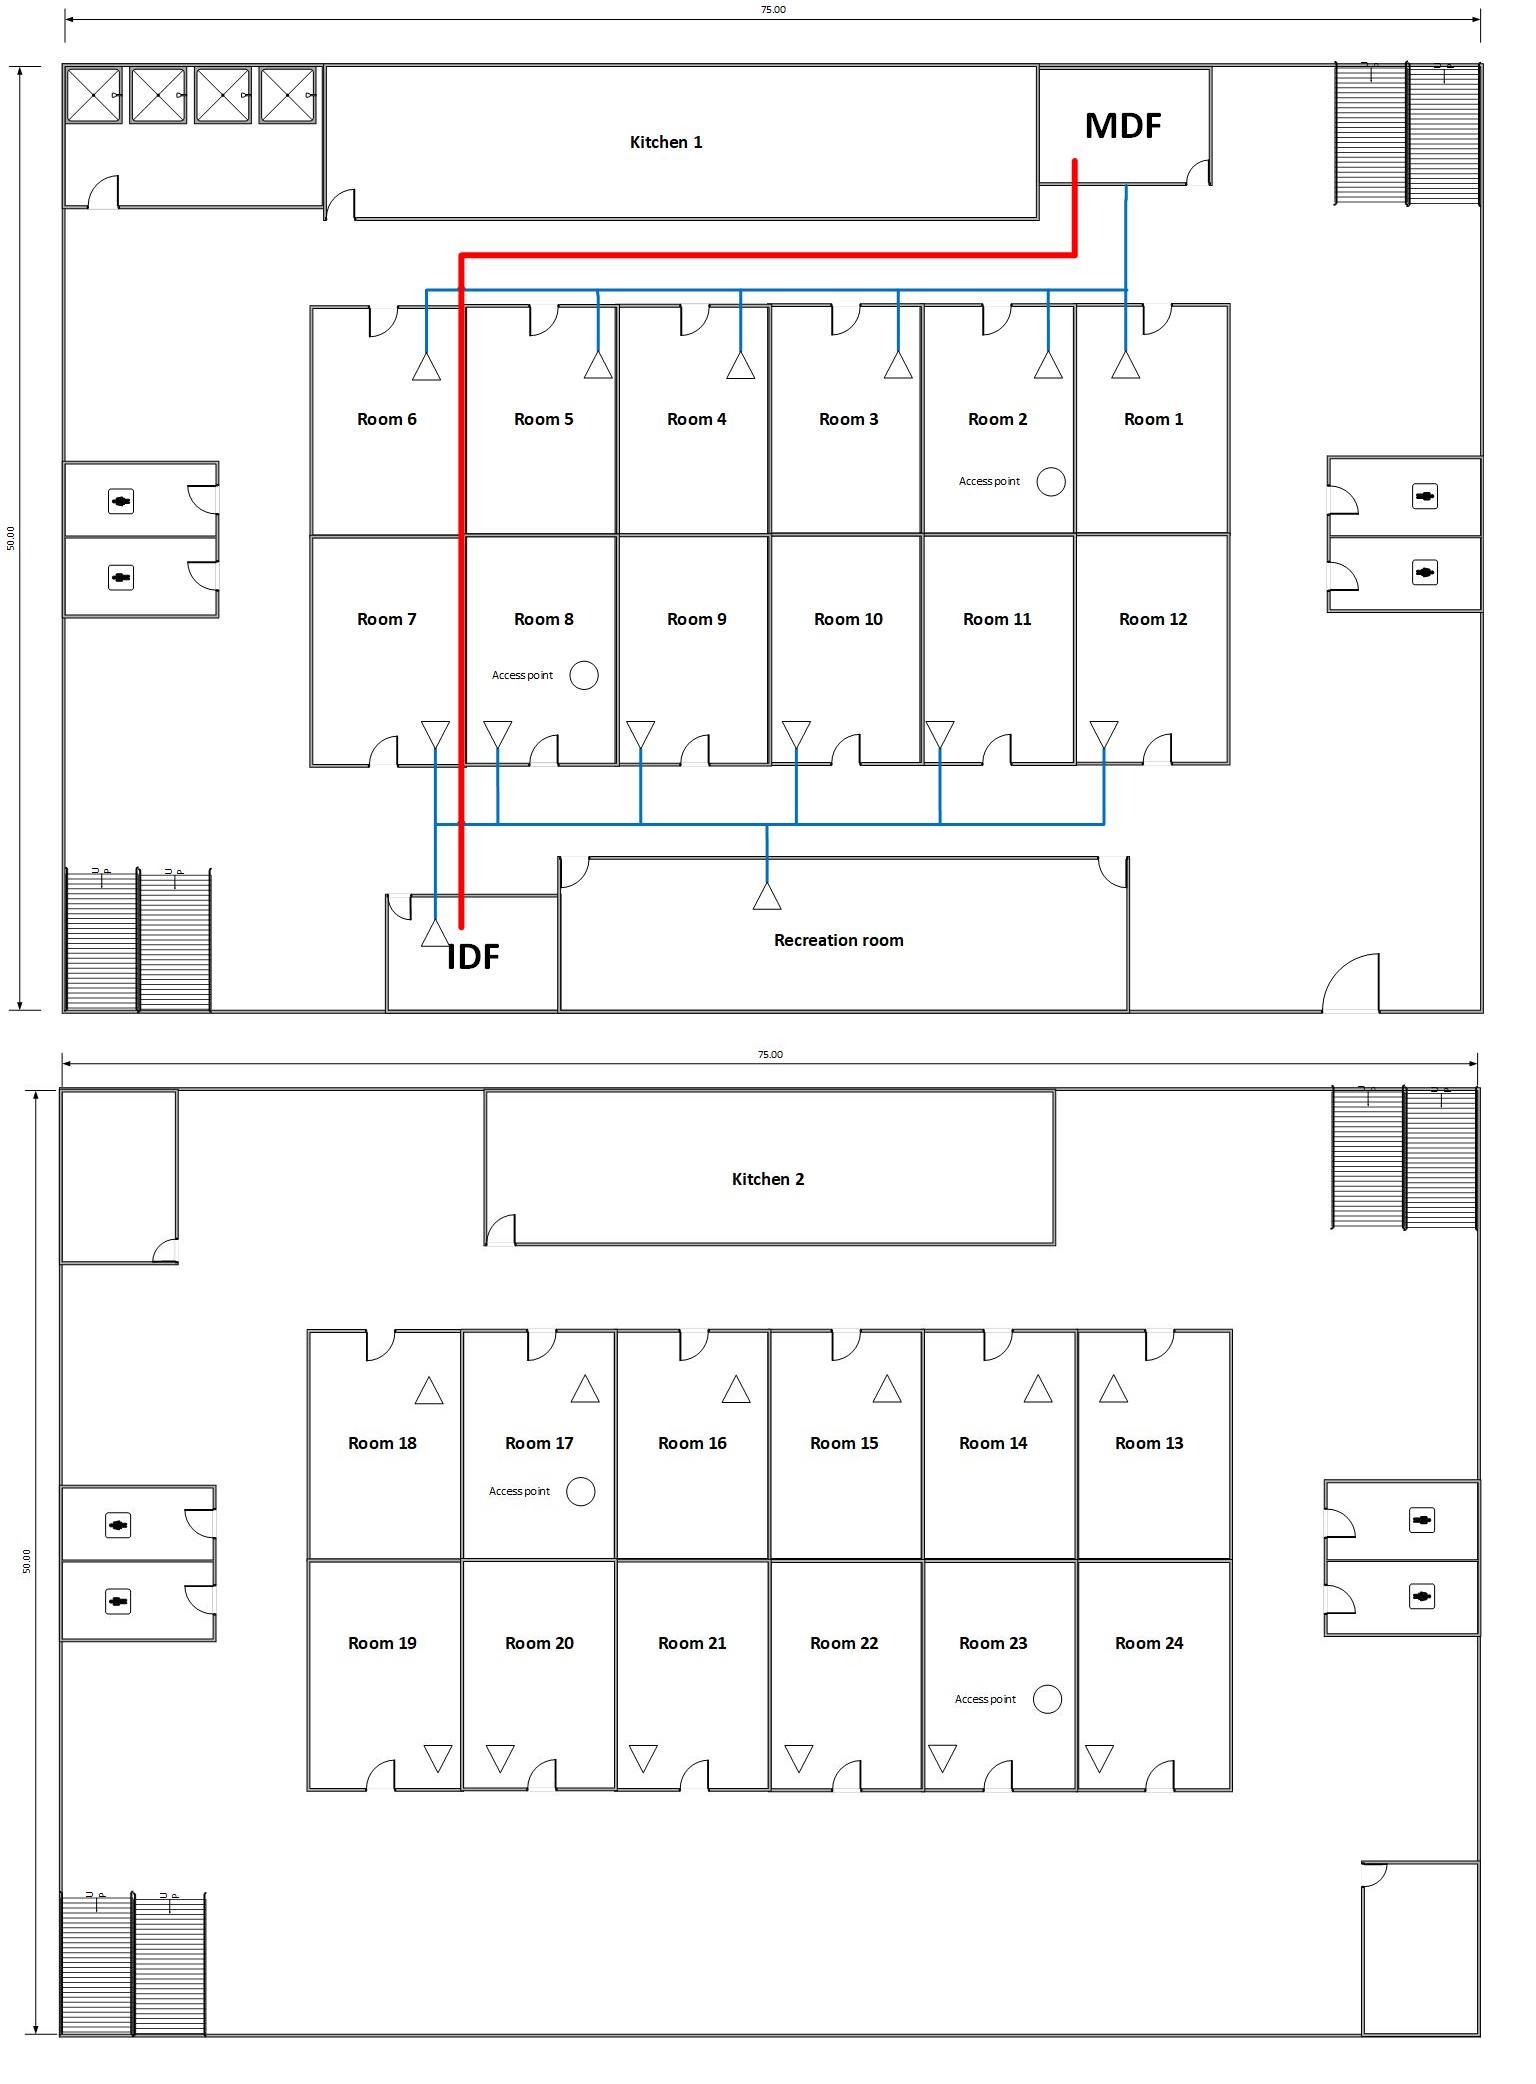 75.00
U P
U P
Kitchen 1
MDF
Room 6
Room 5
Room 4
Room 3
Room 2
Room 1
Access point
50.00
Room 7
Room 8
Room 9
Room 10
Room 11
Room 12
Access point
U P
U P
IDF
Recreation room
75.00
U P
U P
Kitchen 2
Room 18
Room 17
Room 16
Room 15
Room 14
Room 13
Access point
50.00
Room 19
Room 20
Room 21
Room 22
Room 23
Room 24
Access point
U P
U P